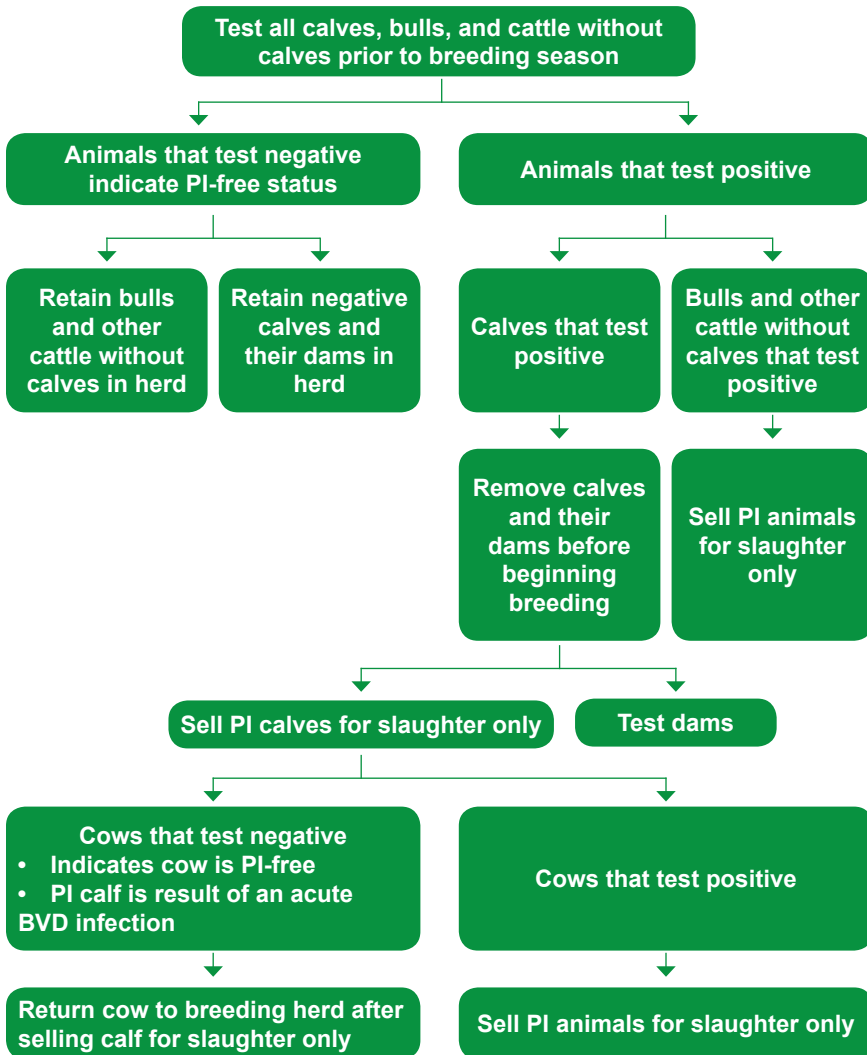 Test all calves, bulls, and cattle without
calves prior to breeding season
Animals that test negative
indicate PI-free status
Animals that test positive
Retain bulls
and other
cattle without
calves in herd
Retain negative
calves and
their dams in
herd
Calves that test
positive
Bulls and other
cattle without
calves that test
positive
Remove calves
and their
dams before
beginning
breeding
Sell PI animals
for slaughter
only
Sell PI calves for slaughter only
Test dams
Cows that test negative
• Indicates cow is PI-free
• PI calf is result of an acute
BVD infection
Cows that test positive
Return cow to breeding herd after
selling calf for slaughter only
Sell PI animals for slaughter only